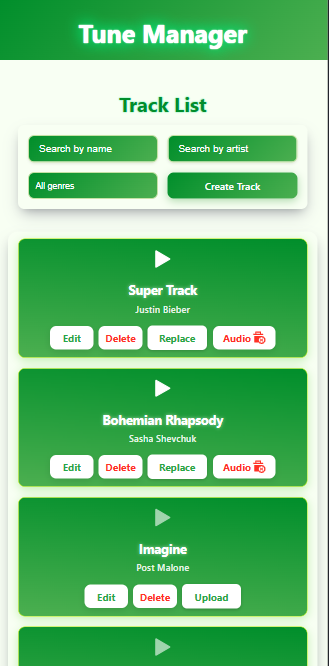 Tune Manager
Track List
Search by name
Search by artist
All genres
Create Track
Super Track
Justin Bieber
Edit Delete Replace Audio
Bohemian Rhapsody
Sasha Shevchuk
Edit Delete Replace Audio
Imagine
Post Malone
Edit Delete Upload